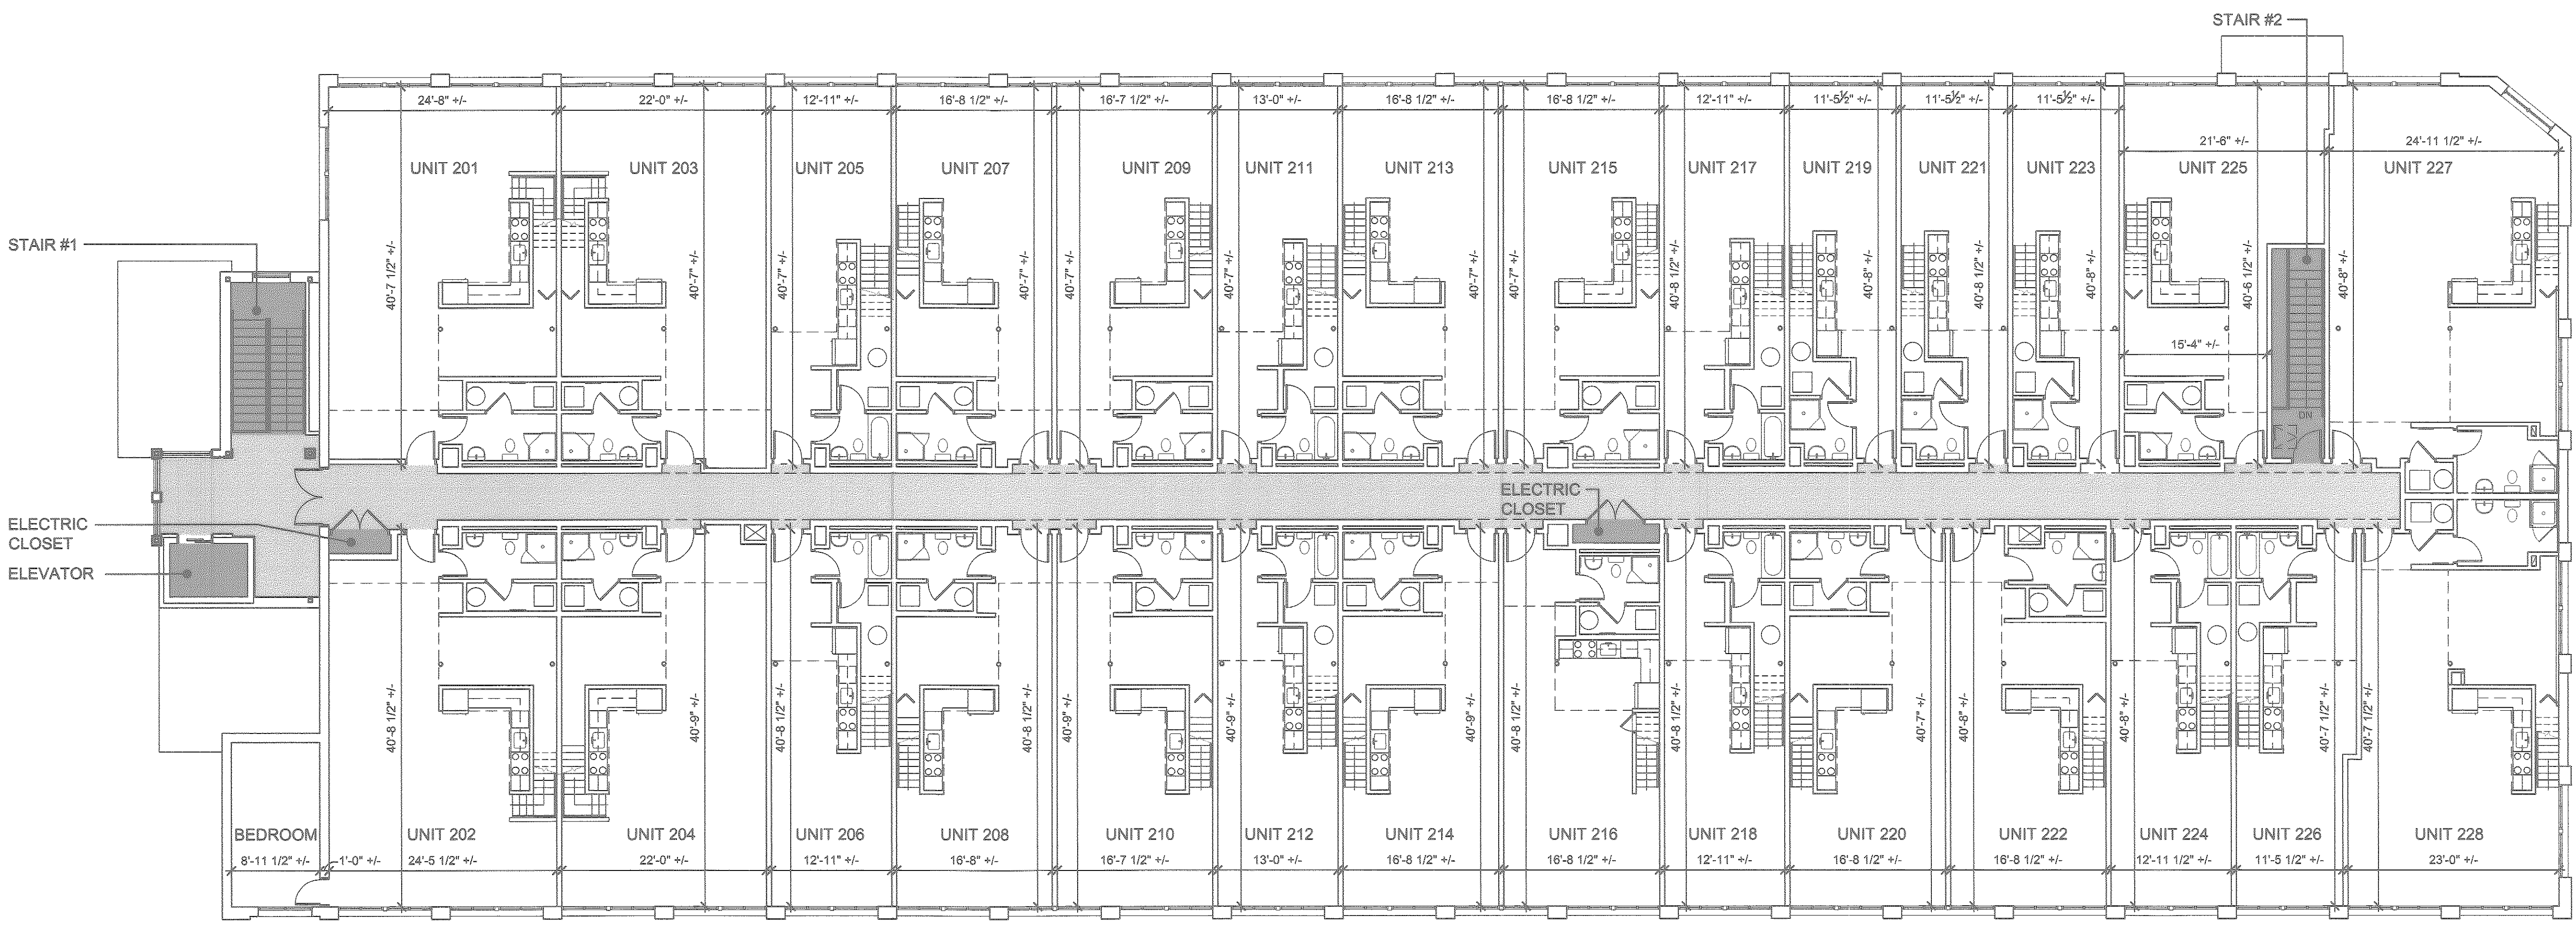 STAIR #2
24'-8" +/-
22'-0" +/-
12'-11" +/-
16'-8 1/2" +/-
16'-7 1/2" +/-
13'-0" +/-
16'-8 1/2" +/-
16'-8 1/2" +/-
12'-11" +/-
11'-5½" +/-
11'-5½" +/-
11'-5½" +/-
21'-6" +/-
24'-11 1/2" +/-
UNIT 201
UNIT 203
UNIT 205
UNIT 207
UNIT 209
UNIT 211
UNIT 213
UNIT 215
UNIT 217
UNIT 219
UNIT 221
UNIT 223
UNIT 225
UNIT 227
STAIR #1
40'-7 1/2" +/-
40'-7" +/-
40'-7" +/-
40'-7" +/-
40'-7" +/-
40'-7" +/-
40'-7" +/-
40'-7" +/-
40'-8 1/2" +/-
40'-8" +/-
40'-8 1/2" +/-
40'-8" +/-
40'-6 1/2" +/-
40'-8" +/-
15'-4" +/-
DN
ELECTRIC
CLOSET
ELECTRIC
CLOSET
ELEVATOR
40'-8 1/2" +/-
40'-9" +/-
40'-8 1/2" +/-
40'-8 1/2" +/-
40'-9" +/-
40'-9" +/-
40'-9" +/-
40'-8 1/2" +/-
40'-8 1/2" +/-
40'-7" +/-
40'-8" +/-
40'-8" +/-
40'-7 1/2" +/-
40'-7 1/2" +/-
BEDROOM
UNIT 202
UNIT 204
UNIT 206
UNIT 208
UNIT 210
UNIT 212
UNIT 214
UNIT 216
UNIT 218
UNIT 220
UNIT 222
UNIT 224
UNIT 226
UNIT 228
8'-11 1/2" +/-
1'-0" +/-
24'-5 1/2" +/-
22'-0" +/-
12'-11" +/-
16'-8" +/-
16'-7 1/2" +/-
13'-0" +/-
16'-8 1/2" +/-
16'-8 1/2" +/-
12'-11" +/-
16'-8 1/2" +/-
16'-8 1/2" +/-
12'-11 1/2" +/-
11'-5 1/2" +/-
23'-0" +/-